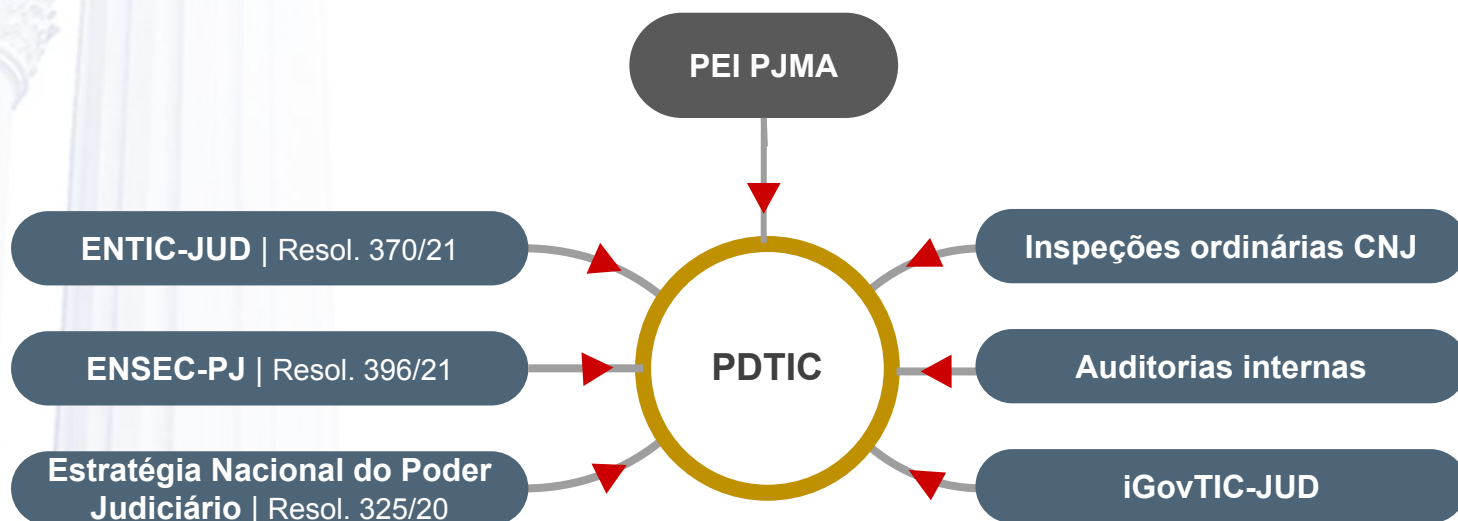 PEI PJMA
ENTIC-JUD | Resol. 370/21
Inspeções ordinárias CNJ
ENSEC-PJ | Resol. 396/21
PDTIC
Auditorias internas
Estratégia Nacional do Poder
Judiciário | Resol. 325/20
iGovTIC-JUD